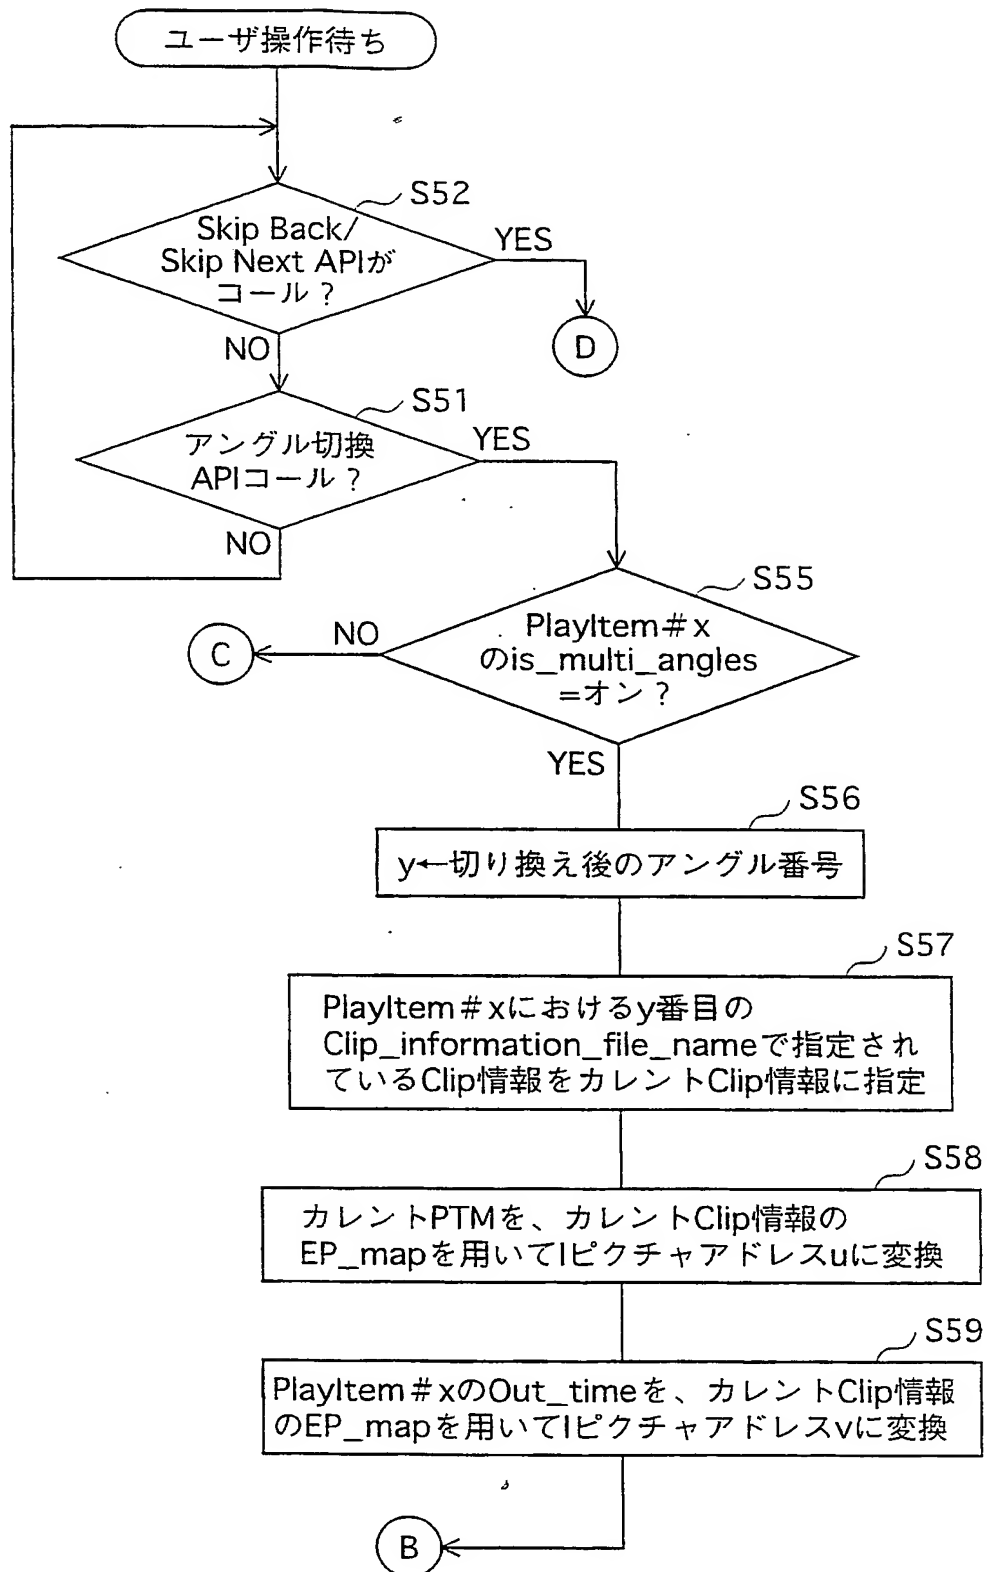 ユーザ操作待ち
S52
Skip Back/
Skip Next APIが
コール？
YES
D
NO
S51
アングル切換
APIコール？
YES
NO
S55
PlayItem＃x
のis_multi_angles
=オン？
NO
C
YES
S56
y←切り換え後のアングル番号
S57
PlayItem＃xにおけるy番目の
Clip_information_file_nameで指定され
ているClip情報をカレントClip情報に指定
S58
カレントPTMを、カレントClip情報の
EP_mapを用いてIピクチャアドレスuに変換
S59
PlayItem＃xのOut_timeを、カレントClip情報
のEP_mapを用いてIピクチャアドレスvに変換
B